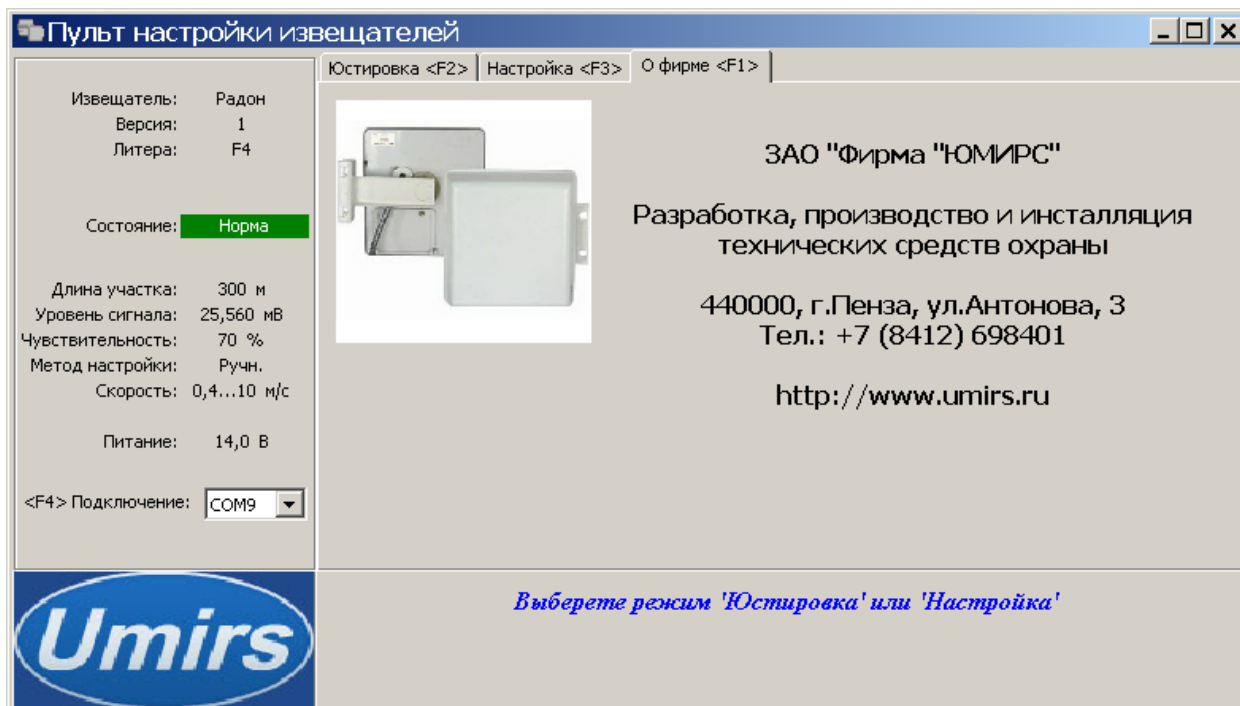 Пульт настройки извещателей
Юстировка <F2> Настройка <F3> О фирме <F1>
Извещатель: Радон
Версия: 1
Литера: F4
Состояние: Норма
Длина участка: 300 м
Уровень сигнала: 25,560 мВ
Чувствительность: 70 %
Метод настройки: Ручн.
Скорость: 0,4...10 м/с
Питание: 14,0 В
<F4> Подключение: COM9
ЗАО "Фирма "ЮМИРС"
Разработка, производство и инсталляция
технических средств охраны
440000, г.Пенза, ул.Антонова, 3
Тел.: +7 (8412) 698401
http://www.umirs.ru
Umirs
Выберете режим 'Юстировка' или 'Настройка'